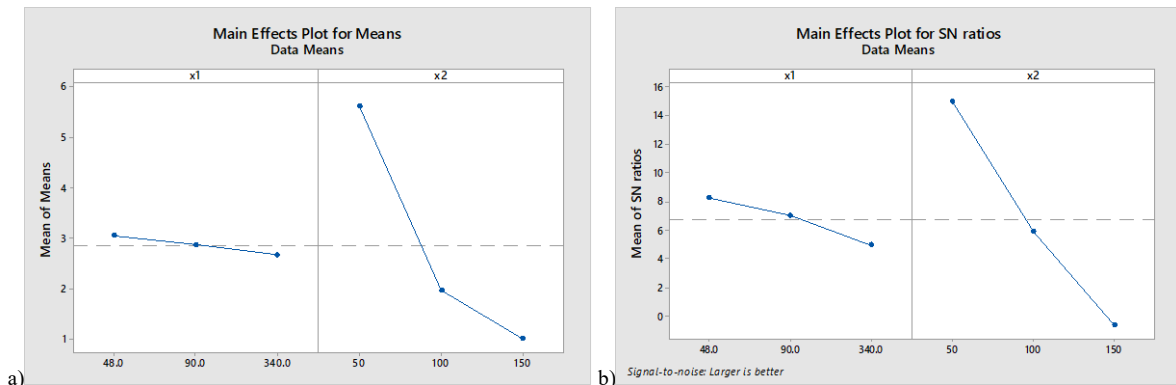 Main Effects Plot for Means
Data Means
x1 x2
6
5
4
3
2
1
Mean of Means
48.0 90.0 340.0 50 100 150
a)
Main Effects Plot for SN ratios
Data Means
x1 x2
16
14
12
10
8
6
4
2
0
Mean of SN ratios
48.0 90.0 340.0 50 100 150
Signal-to-noise: Larger is better
b)